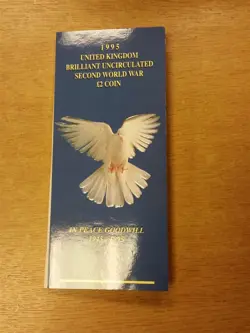 1995
UNITED KINGDOM
BRILLIANT UNCIRCULATED
SECOND WORLD WAR
£2 COIN
IN PEACE GOODWILL